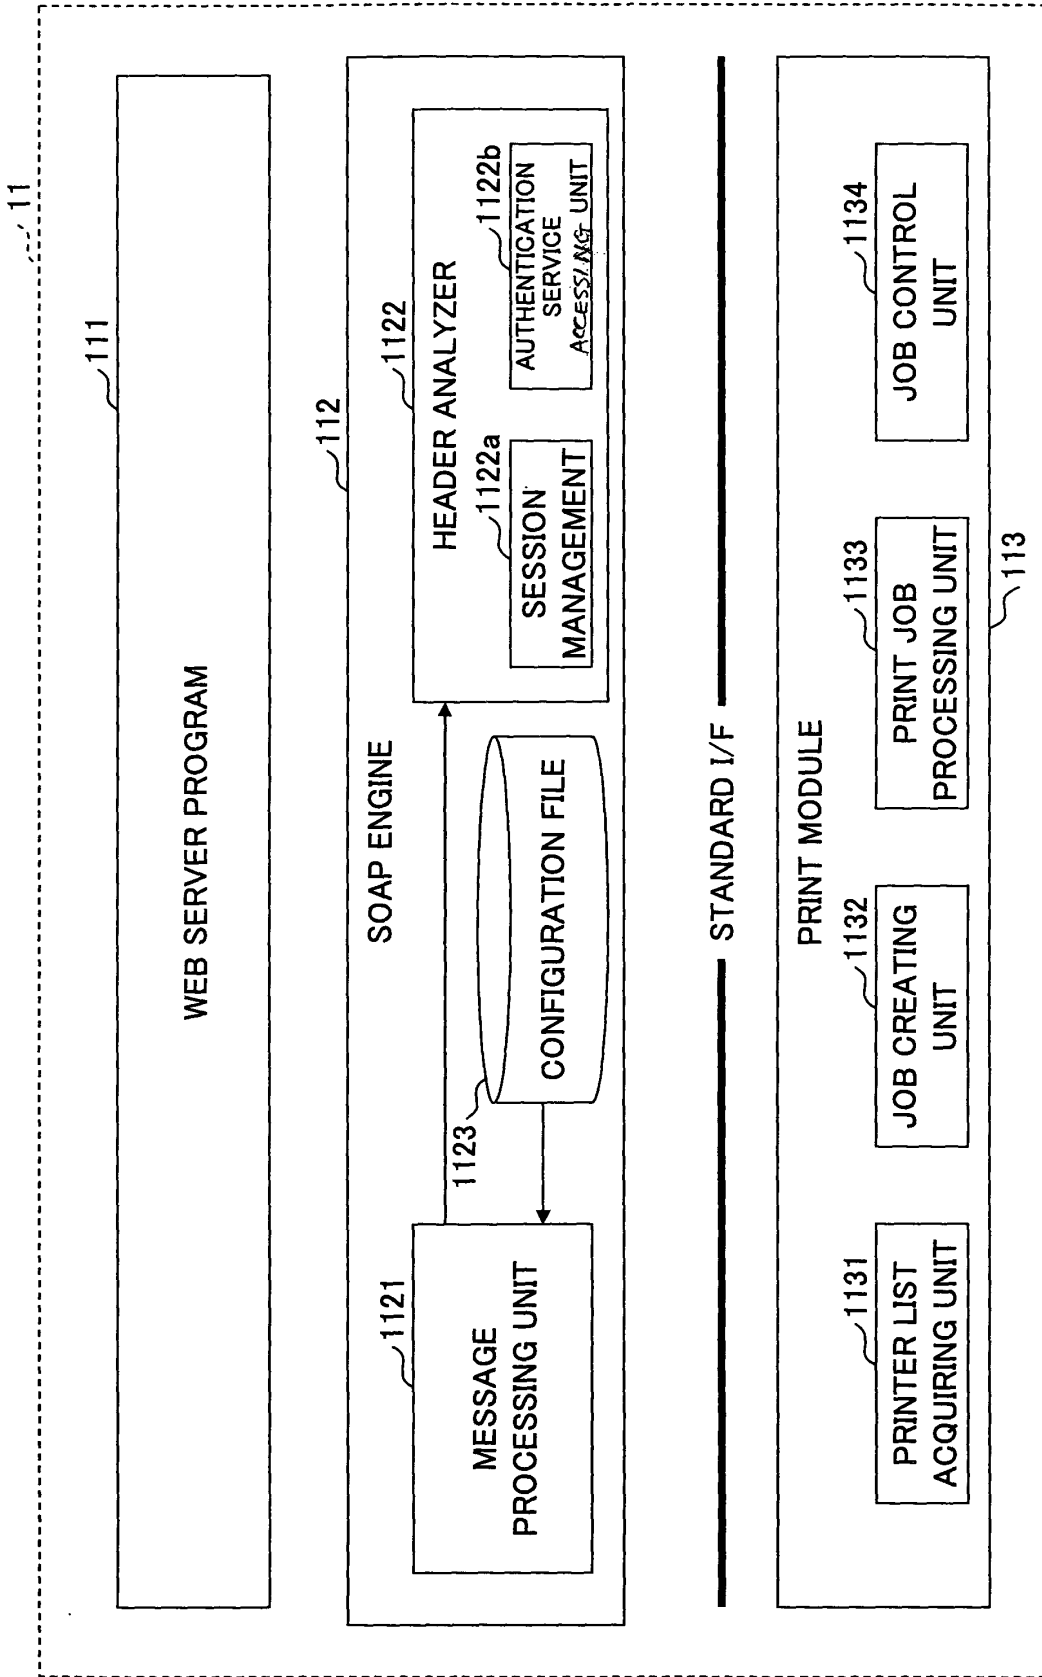 11
111
WEB SERVER PROGRAM
112
SOAP ENGINE
1121
MESSAGE
PROCESSING UNIT
1123
CONFIGURATION FILE
1122
HEADER ANALYZER
1122a
SESSION
MANAGEMENT
1122b
AUTHENTICATION
SERVICE
ACCESSING UNIT
STANDARD I/F
PRINT MODULE
1131
PRINTER LIST
ACQUIRING UNIT
1132
JOB CREATING
UNIT
1133
PRINT JOB
PROCESSING UNIT
1134
JOB CONTROL
UNIT
113